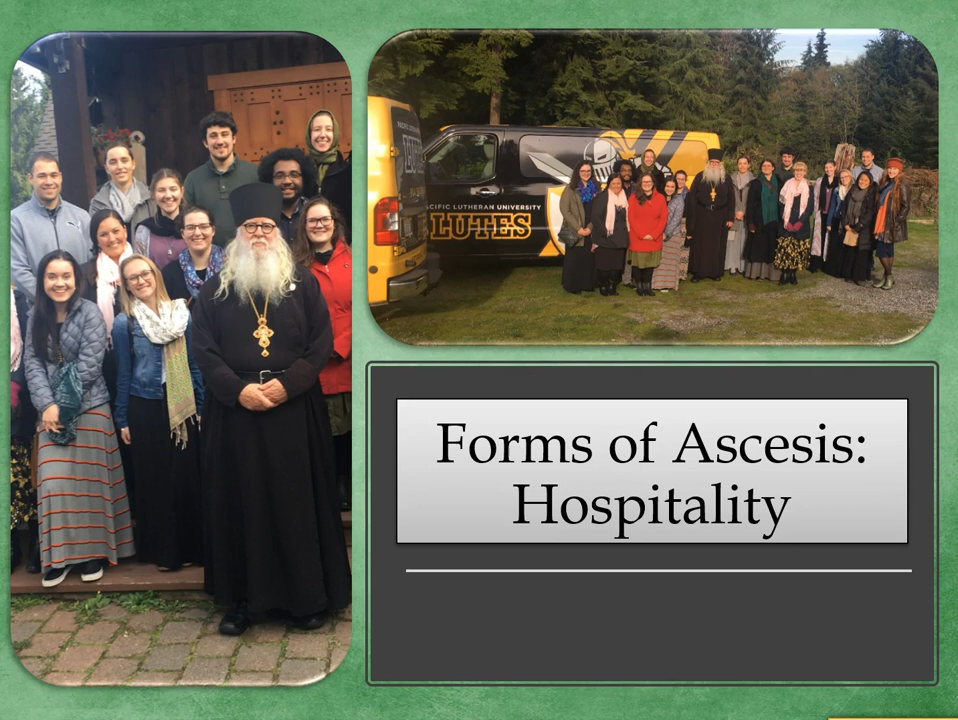 PACIFIC LUTHERAN UNIVERSITY
LUTES
Forms of Ascesis:
Hospitality